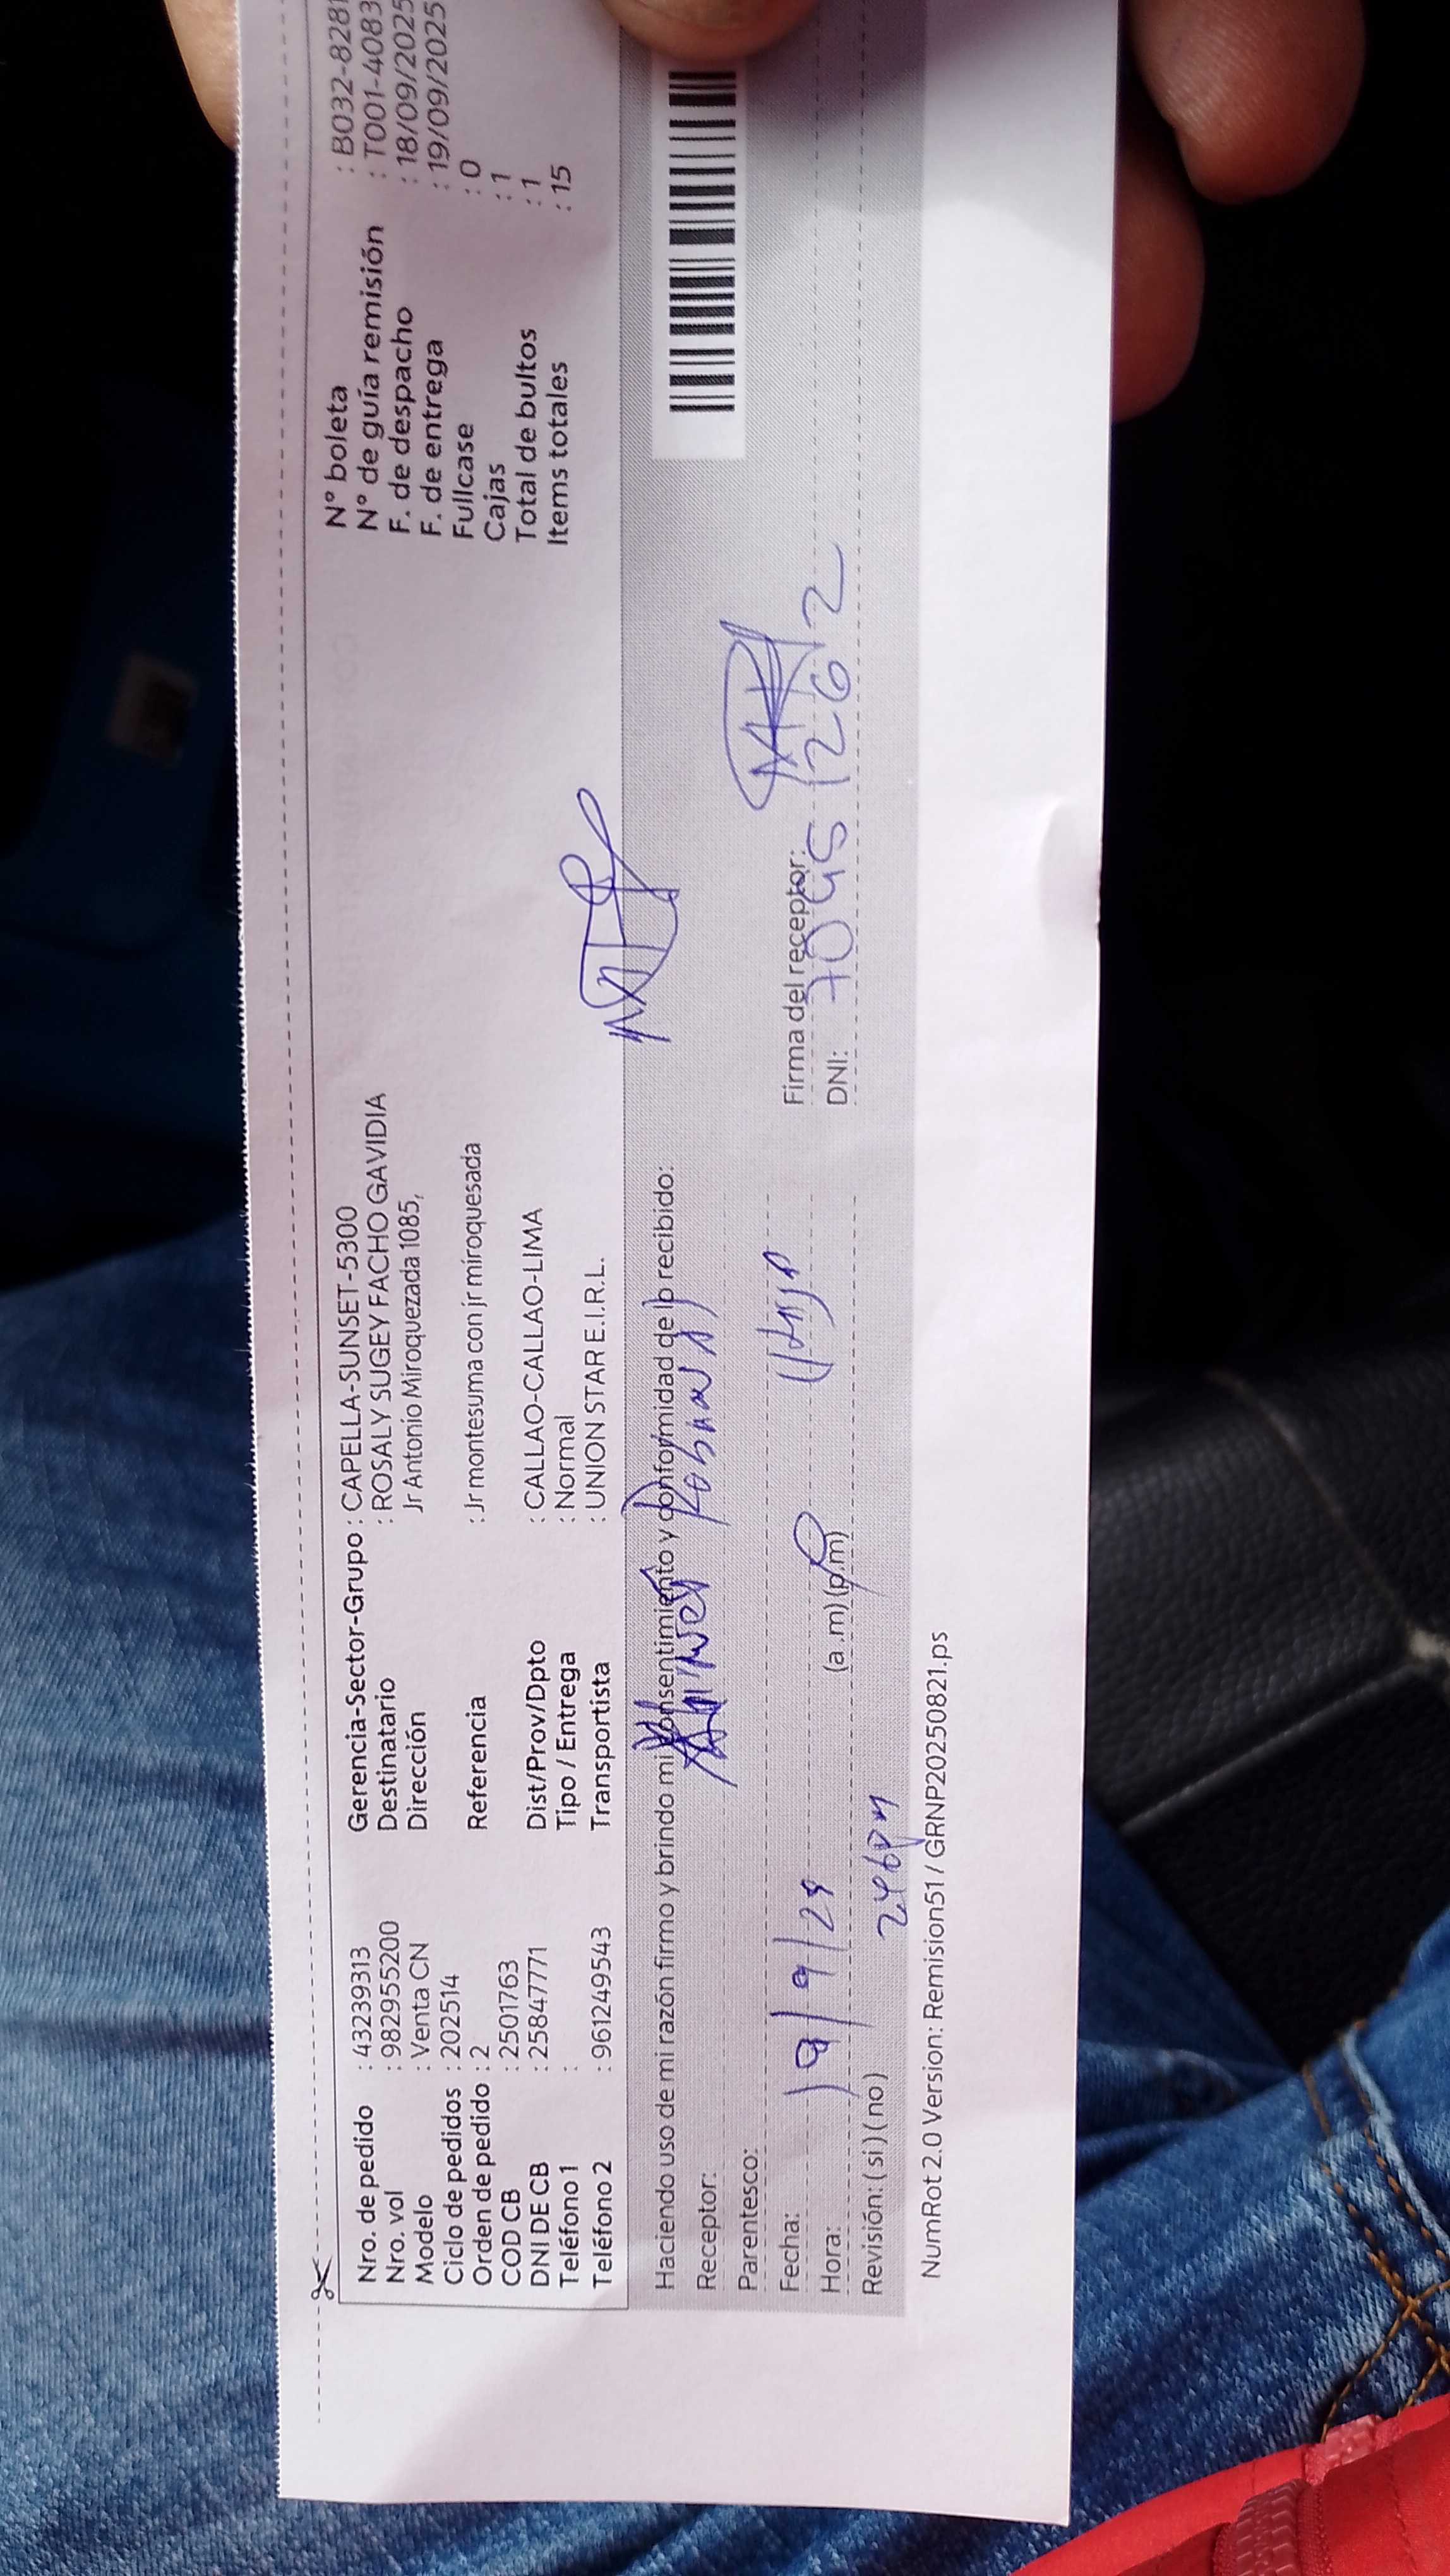 Nro. de pedido : 43239313
Nro. vol : 982955200
Modelo : Venta CN
Ciclo de pedidos : 202514
Orden de pedido : 2
COD CB : 2501763
DNI DE CB : 25847771
Teléfono 1 :
Teléfono 2 : 961249543
Gerencia-Sector-Grupo : CAPELLA-SUNSET-5300
Destinatario : ROSALY SUGEY FACHO GAVIDIA
Dirección Jr Antonio Miroquezada 1085,
Referencia : Jr montesuma con jr miroquesada
Dist/Prov/Dpto : CALLAO-CALLAO-LIMA
Tipo / Entrega : Normal
Transportista : UNION STAR E.I.R.L.
N° boleta : B032-8281
N° de guía remisión : T001-4083
F. de despacho : 18/09/2025
F. de entrega : 19/09/2025
Fullcase : 0
Cajas : 1
Total de bultos : 1
Items totales : 15
Haciendo uso de mi razón firmo y brindo mi consentimiento y conformidad de lo recibido:
Receptor:
Parentesco:
Fecha: 19/9/25
Hora: (a.m) (p.m)
Revisión: ( si ) ( no ) 246pm
Firma del receptor:
DNI: 70451262
NumRot 2.0 Version: Remision51 / GRNP20250821.ps